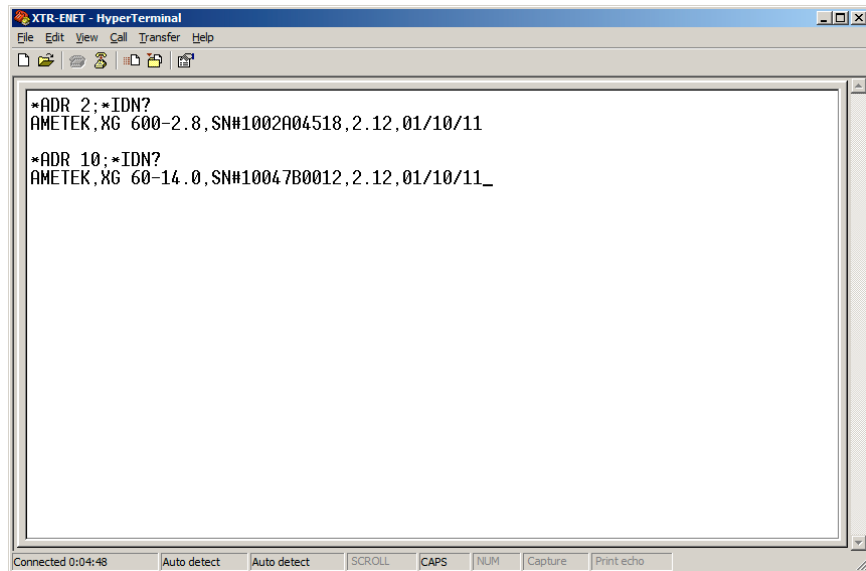 XTR-ENET - HyperTerminal
File Edit View Call Transfer Help
*ADR 2;*IDN?
AMETEK,XG 600-2.8,SN#1002A04518,2.12,01/10/11
*ADR 10;*IDN?
AMETEK,XG 60-14.0,SN#10047B0012,2.12,01/10/11_
Connected 0:04:48 Auto detect Auto detect SCROLL CAPS NUM Capture Print echo